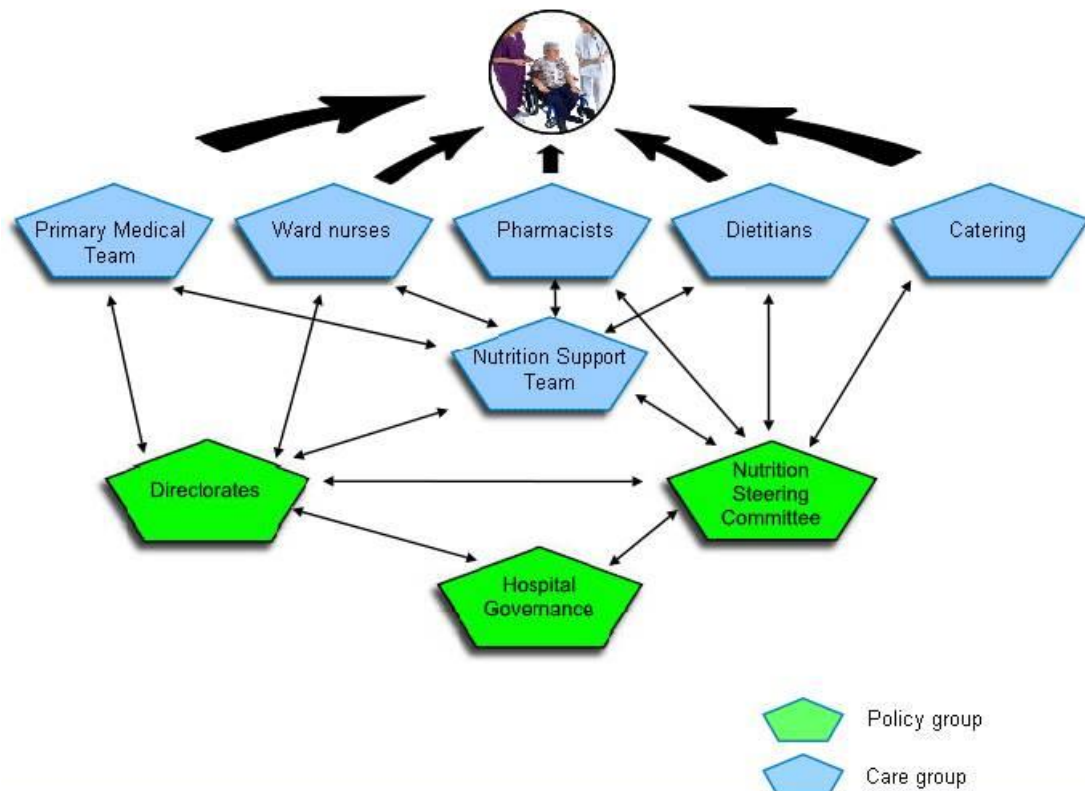 Primary Medical
Team
Ward nurses
Pharmacists
Dietitians
Catering
Nutrition Support
Team
Directorates
Nutrition
Steering
Committee
Hospital
Governance
Policy group
Care group